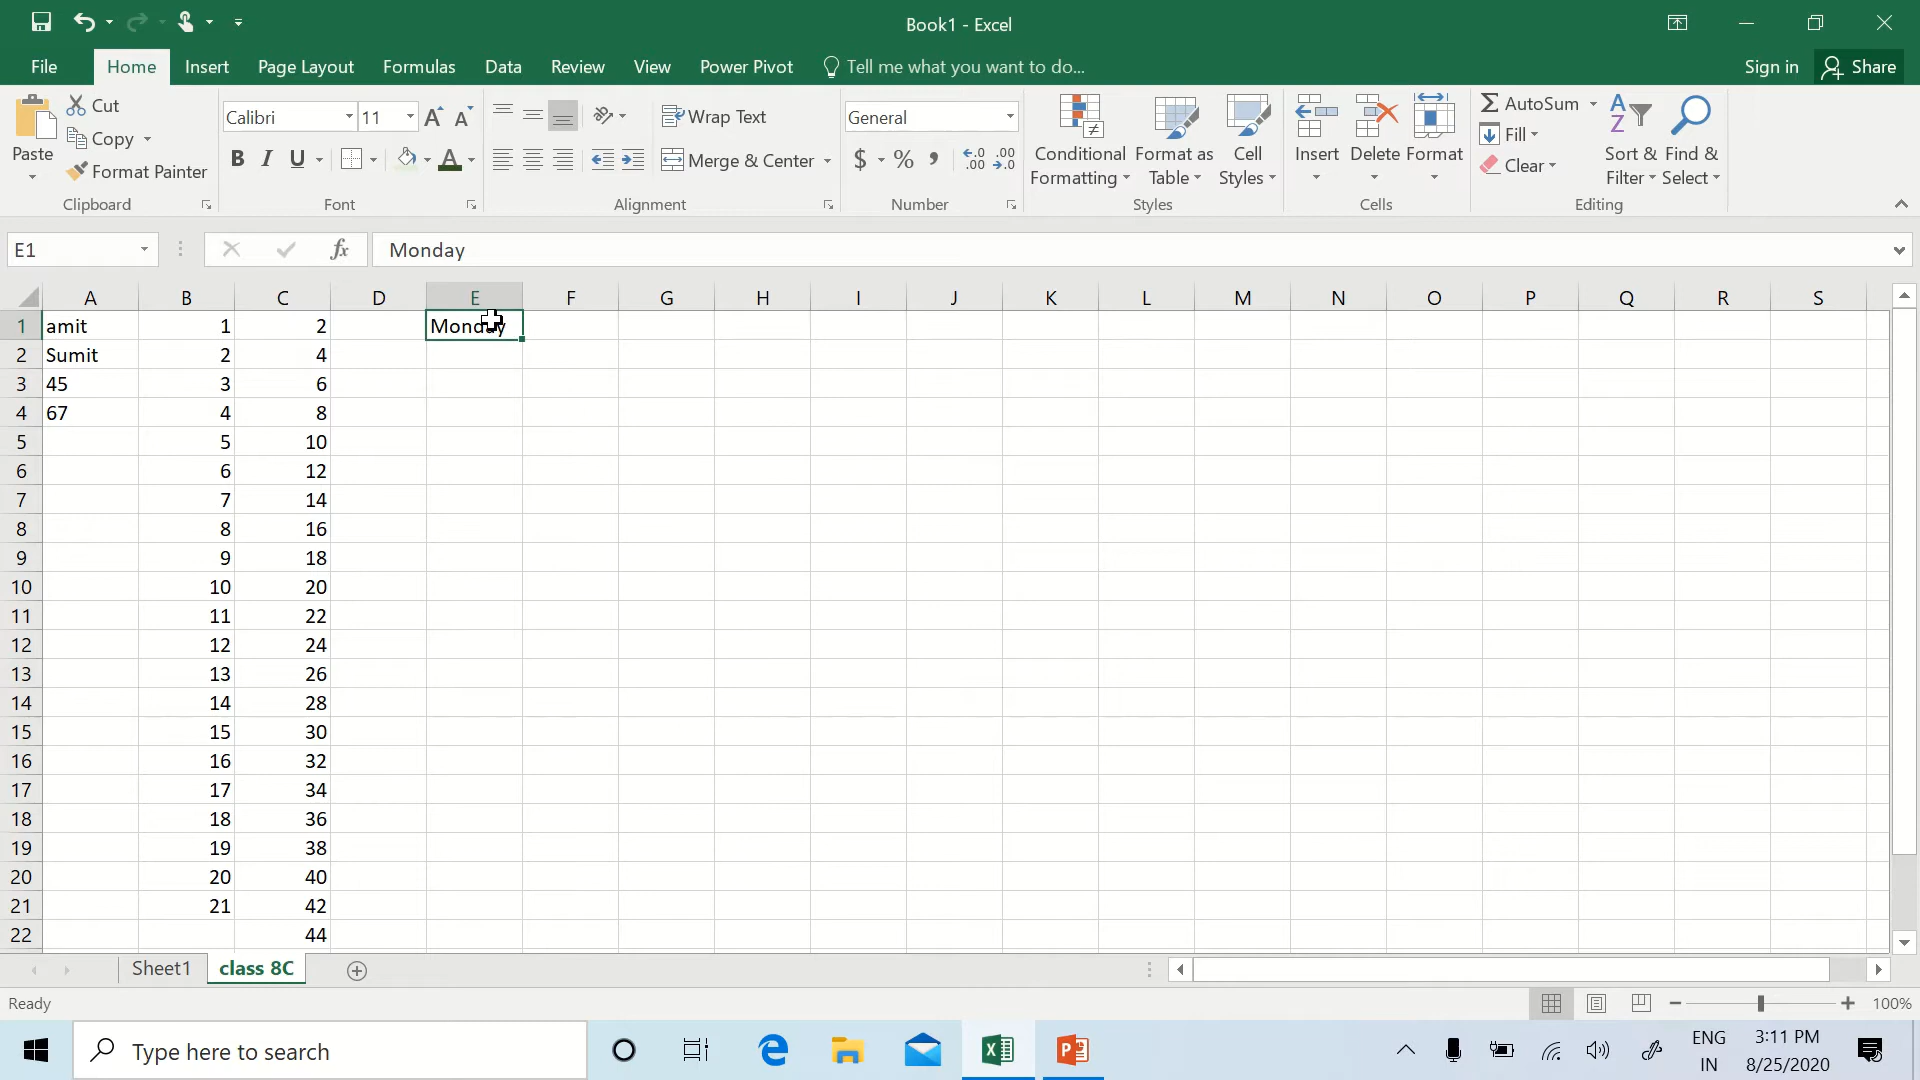 Book1 - Excel
File Home Insert Page Layout Formulas Data Review View Power Pivot Tell me what you want to do... Sign in Share
Paste Cut Copy Format Painter Clipboard
Calibri 11 B I U A Font
Wrap Text Merge & Center Alignment
General $ % Number
Conditional Formatting Format as Table Cell Styles Styles
Insert Delete Format Cells
AutoSum Fill Clear Sort & Filter Find & Select Editing
E1 fx Monday
A B C D E F G H I J K L M N O P Q R S
1 amit 1 2 Monday
2 Sumit 2 4
3 45 3 6
4 67 4 8
5 5 10
6 6 12
7 7 14
8 8 16
9 9 18
10 10 20
11 11 22
12 12 24
13 13 26
14 14 28
15 15 30
16 16 32
17 17 34
18 18 36
19 19 38
20 20 40
21 21 42
22 44
Sheet1 class 8C
Ready 100%
Type here to search ENG IN 3:11 PM 8/25/2020